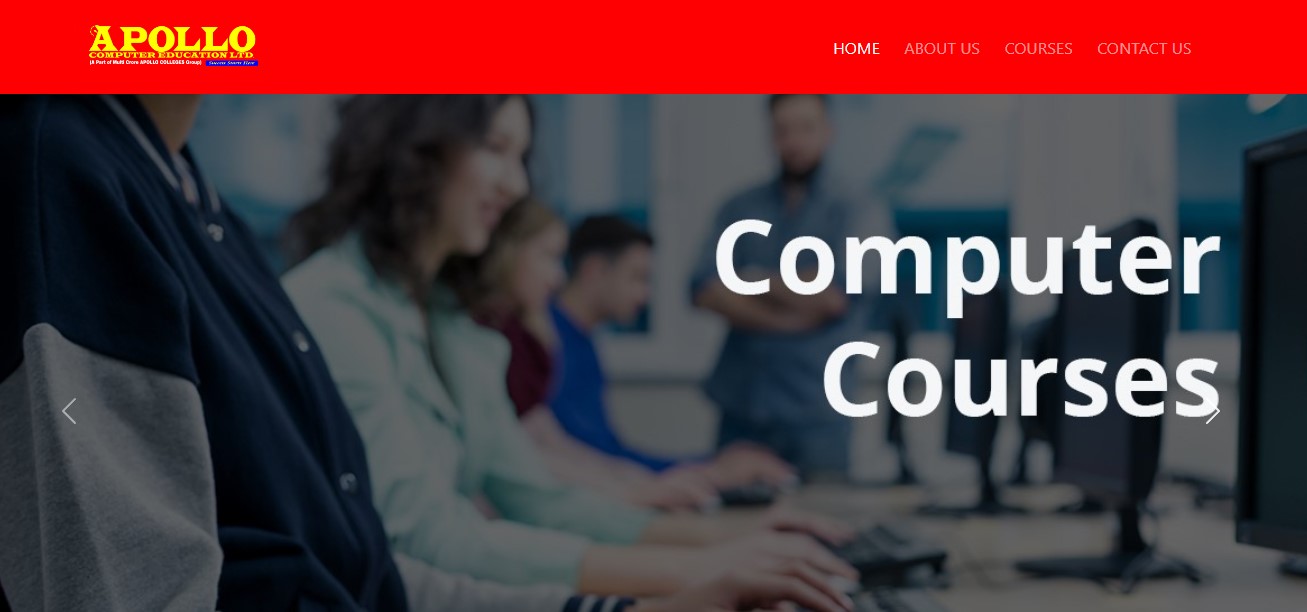 APOLLO
COMPUTER EDUCATION LTD.
(A Part of Multi Crore APOLLO COLLEGES Group) Success Starts Here
HOME ABOUT US COURSES CONTACT US
Computer
Courses